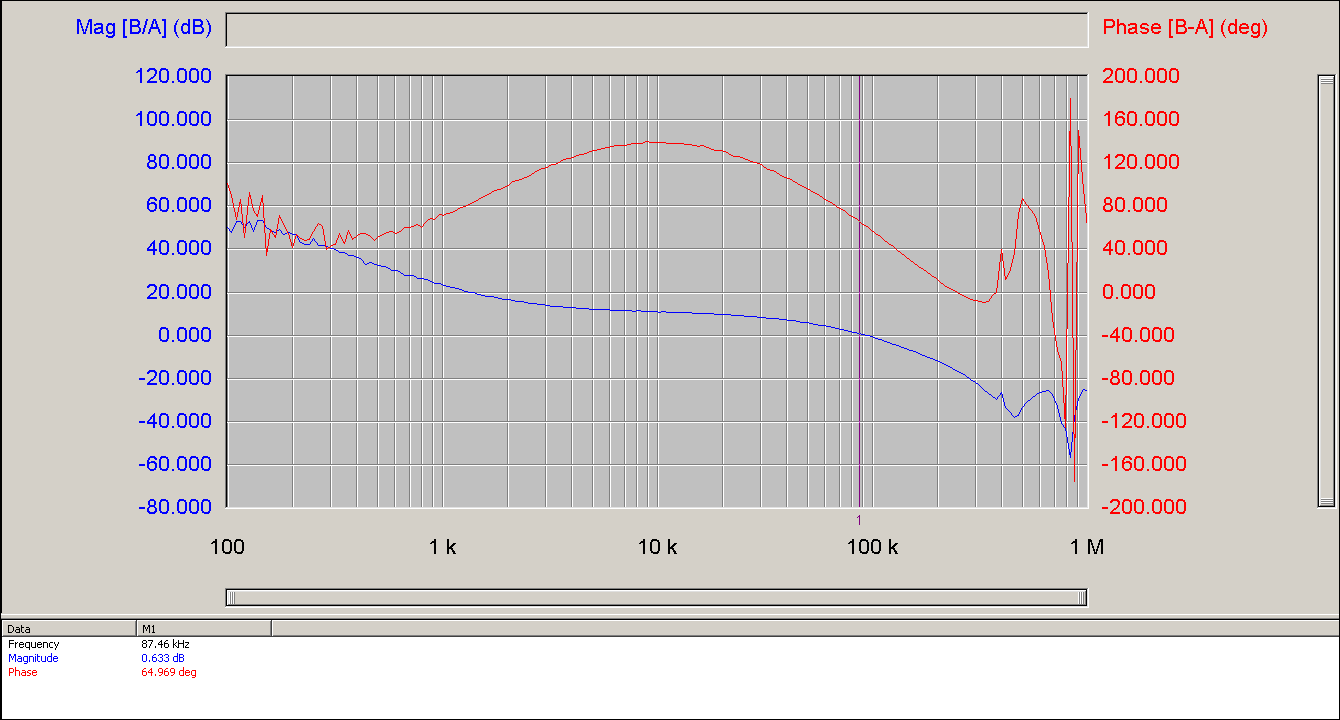 Mag [B/A] (dB) Phase [B-A] (deg)
120.000 200.000
100.000 160.000
80.000 120.000
60.000 80.000
40.000 40.000
20.000 0.000
0.000 -40.000
-20.000 -80.000
-40.000 -120.000
-60.000 -160.000
-80.000 -200.000
1
100 1 k 10 k 100 k 1 M
Data M1
Frequency 87.46 kHz
Magnitude 0.633 dB
Phase 64.969 deg